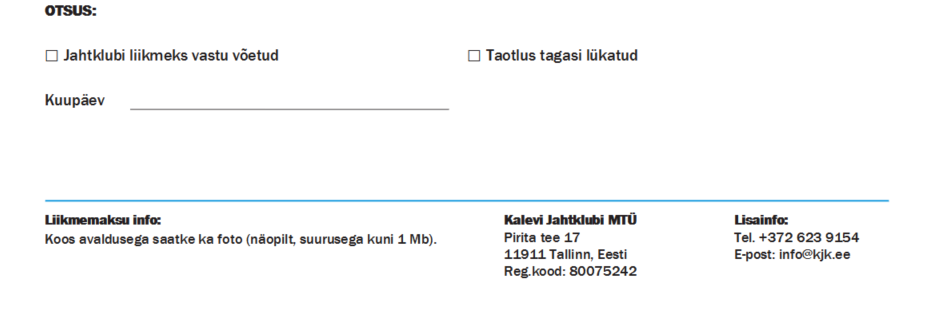 OTSUS:
☐ Jahtklubi liikmeks vastu võetud
☐ Taotlus tagasi lükatud
Kuupäev
Liikmemaksu info:
Koos avaldusega saatke ka foto (näopilt, suurusega kuni 1 Mb).
Kalevi Jahtklubi MTÜ
Pirita tee 17
11911 Tallinn, Eesti
Reg.kood: 80075242
Lisainfo:
Tel. +372 623 9154
E-post: info@kjk.ee